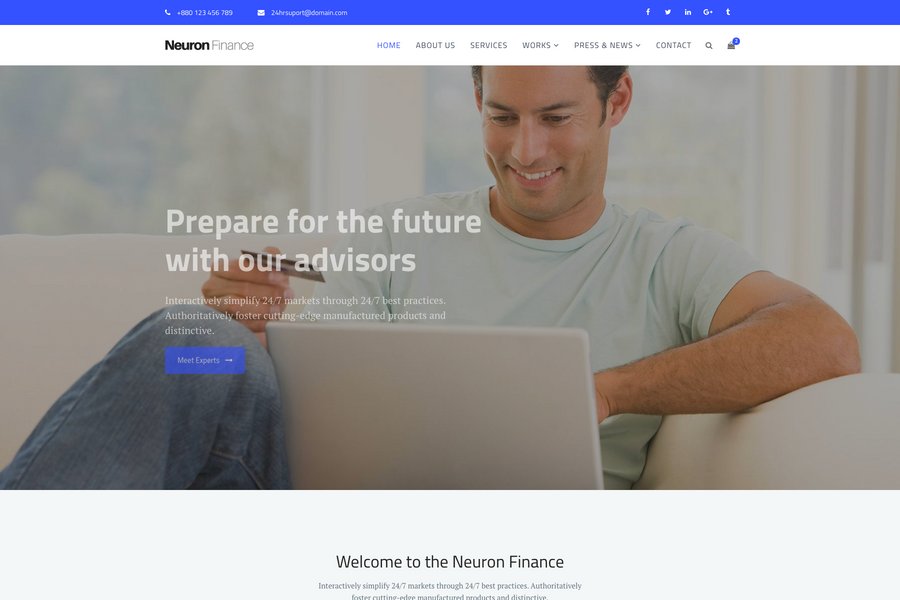 +880 123 456 789
24hrsuport@domain.com
Neuron Finance
HOME
ABOUT US
SERVICES
WORKS
PRESS & NEWS
CONTACT
2
Prepare for the future
with our advisors
Interactively simplify 24/7 markets through 24/7 best practices.
Authoritatively foster cutting-edge manufactured products and
distinctive.
Meet Experts
Welcome to the Neuron Finance
Interactively simplify 24/7 markets through 24/7 best practices. Authoritatively
foster cutting-edge manufactured products and distinctive.